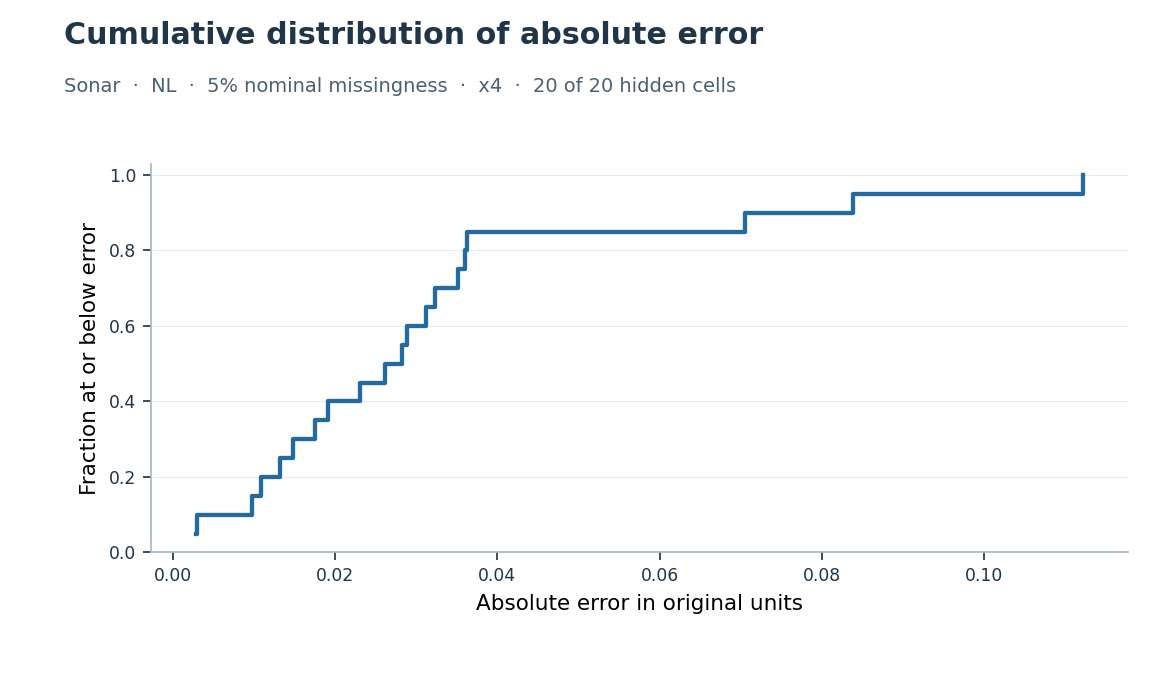 Cumulative distribution of absolute error
Sonar · NL · 5% nominal missingness · x4 · 20 of 20 hidden cells
Fraction at or below error
1.0
0.8
0.6
0.4
0.2
0.0
0.00 0.02 0.04 0.06 0.08 0.10
Absolute error in original units